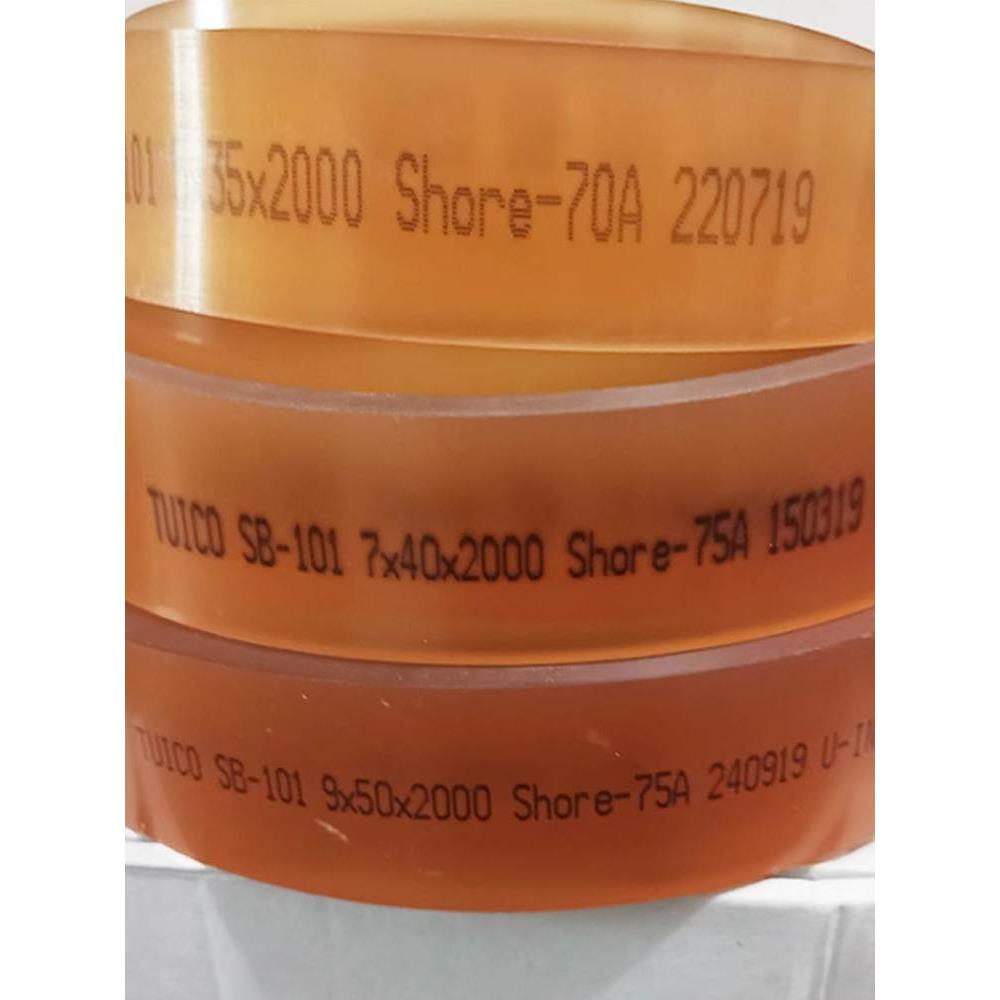 101 35x2000 Shore-70A 220719
TUICO SB-101 7x40x2000 Shore-75A 150319
TUICO SB-101 9x50x2000 Shore-75A 240919 U-IN